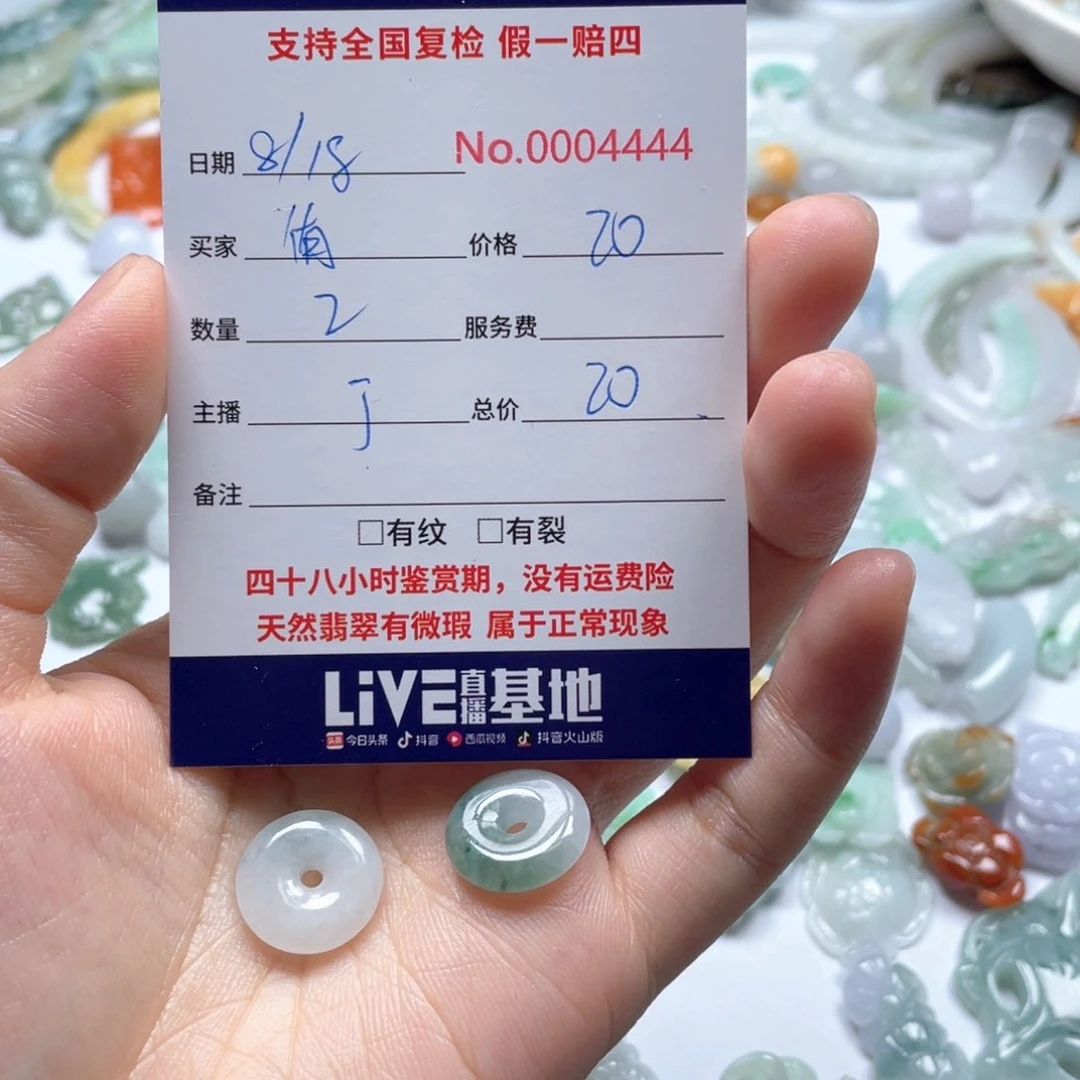 支持全国复检 假一赔四
日期 8/18 No.0004444
买家 价格 20
数量 2 服务费
主播 丁 总价 20
备注
□有纹 □有裂
四十八小时鉴赏期，没有运费险
天然翡翠有微瑕 属于正常现象
LiVE直播基地
头条 今日头条 抖音 西瓜视频 抖音火山版